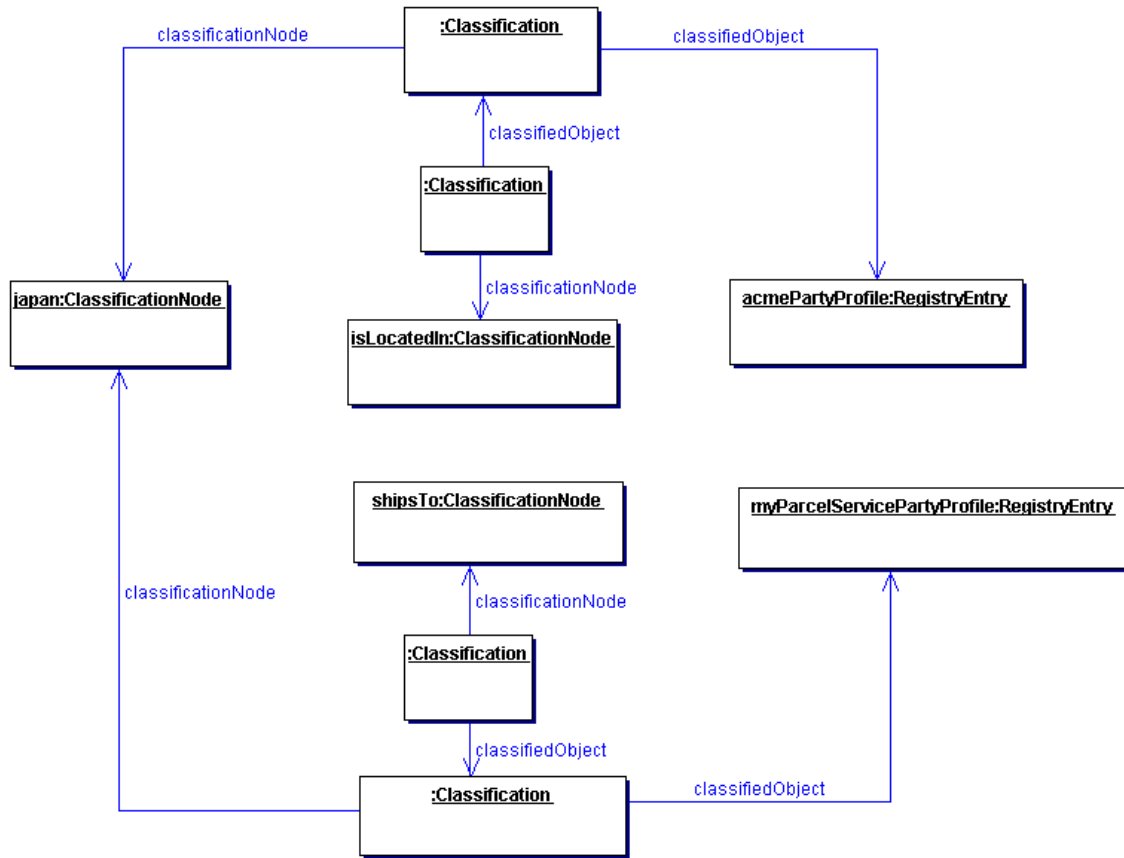 :Classification
classificationNode
classifiedObject
classifiedObject
:Classification
classificationNode
japan:ClassificationNode
acmePartyProfile:RegistryEntry
isLocatedIn:ClassificationNode
shipsTo:ClassificationNode
myParcelServicePartyProfile:RegistryEntry
classificationNode
classificationNode
:Classification
classifiedObject
:Classification
classifiedObject